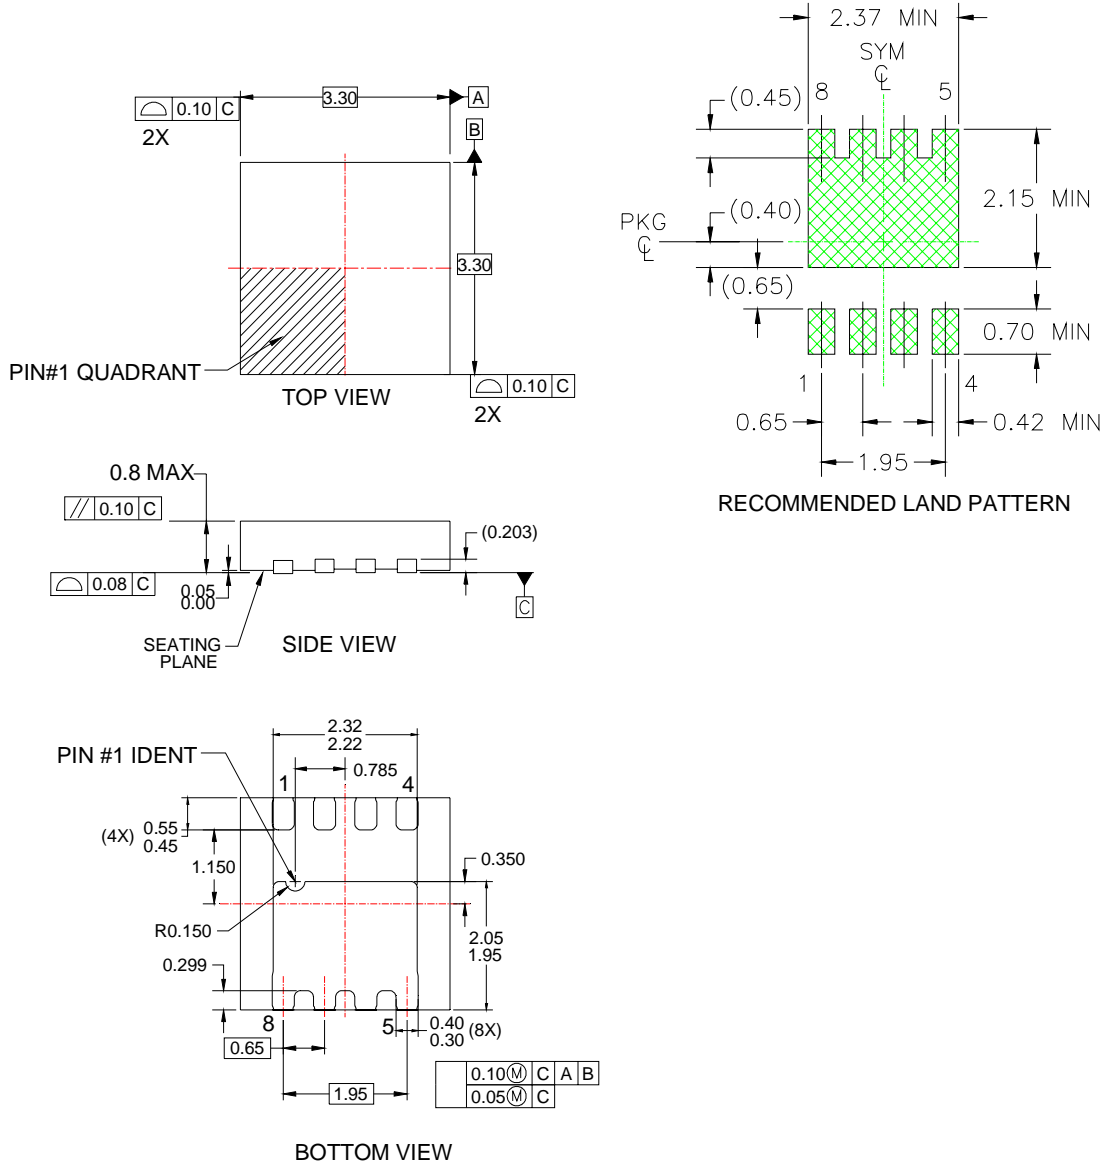 0.10 C
2X
3.30
A
B
3.30
PIN#1 QUADRANT
TOP VIEW
0.10 C
2X
2.37 MIN
SYM
℄
8
5
(0.45)
2.15 MIN
(0.40)
PKG
℄
(0.65)
0.70 MIN
1
4
0.65
0.42 MIN
1.95
RECOMMENDED LAND PATTERN
0.8 MAX
// 0.10 C
(0.203)
0.08 C
0.05
0.00
C
SEATING
PLANE
SIDE VIEW
2.32
2.22
PIN #1 IDENT
0.785
1
4
(4X) 0.55
0.45
1.150
0.350
R0.150
2.05
1.95
0.299
8
5
0.40
0.30 (8X)
0.65
1.95
0.10Ⓜ C A B
0.05Ⓜ C
BOTTOM VIEW